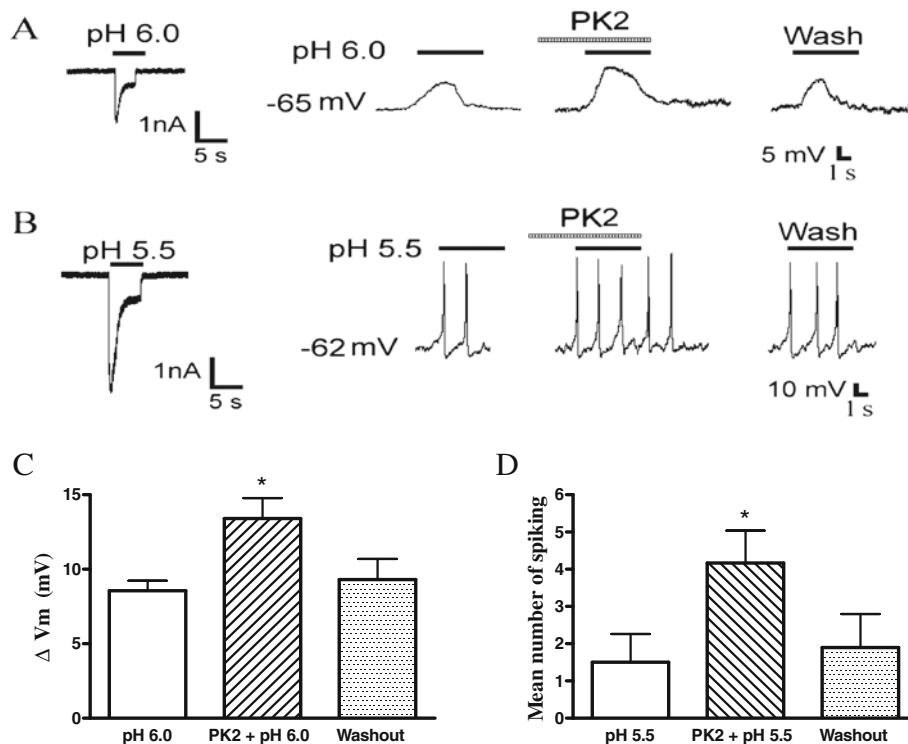 A
pH 6.0
1nA
5 s
pH 6.0
-65 mV
PK2
Wash
5 mV
1 s
B
pH 5.5
1nA
5 s
pH 5.5
-62 mV
PK2
Wash
10 mV
1 s
C
Δ Vm (mV)
15
10
5
0
*
pH 6.0
PK2 + pH 6.0
Washout
D
Mean number of spiking
6
5
4
3
2
1
0
*
pH 5.5
PK2 + pH 5.5
Washout